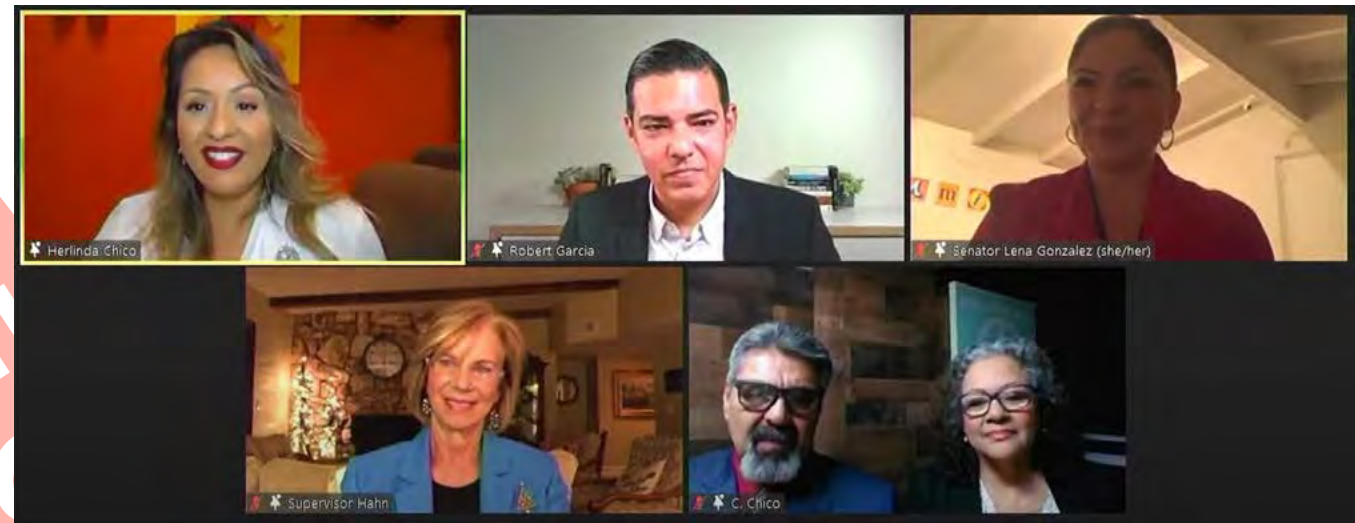 Herlinda Chico
Robert Garcia
Senator Lena Gonzalez (she/her)
Supervisor Hahn
C. Chico